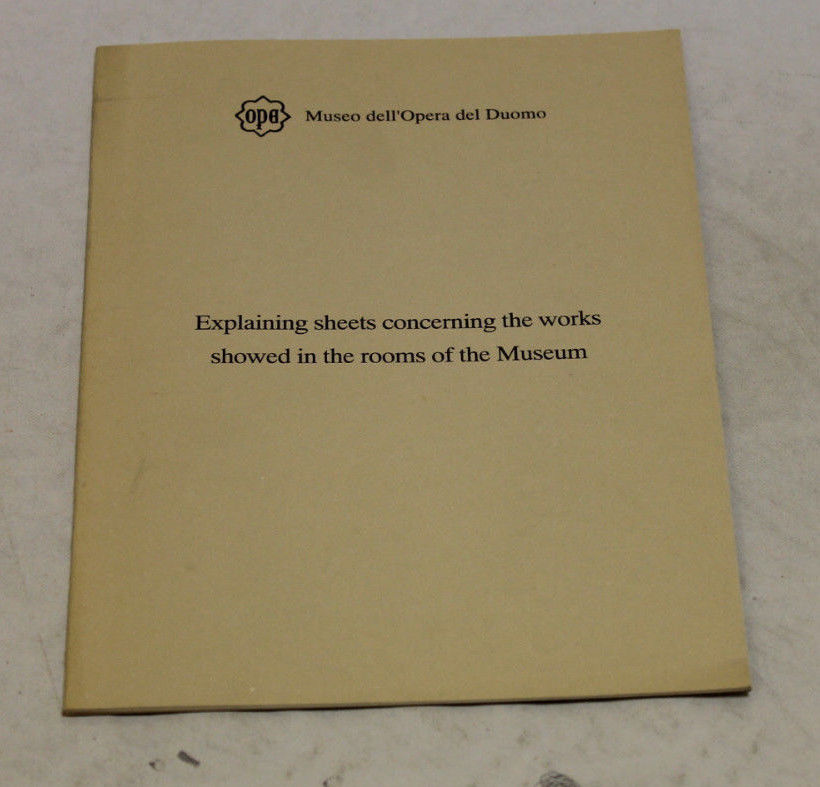 opa Museo dell'Opera del Duomo
Explaining sheets concerning the works
showed in the rooms of the Museum